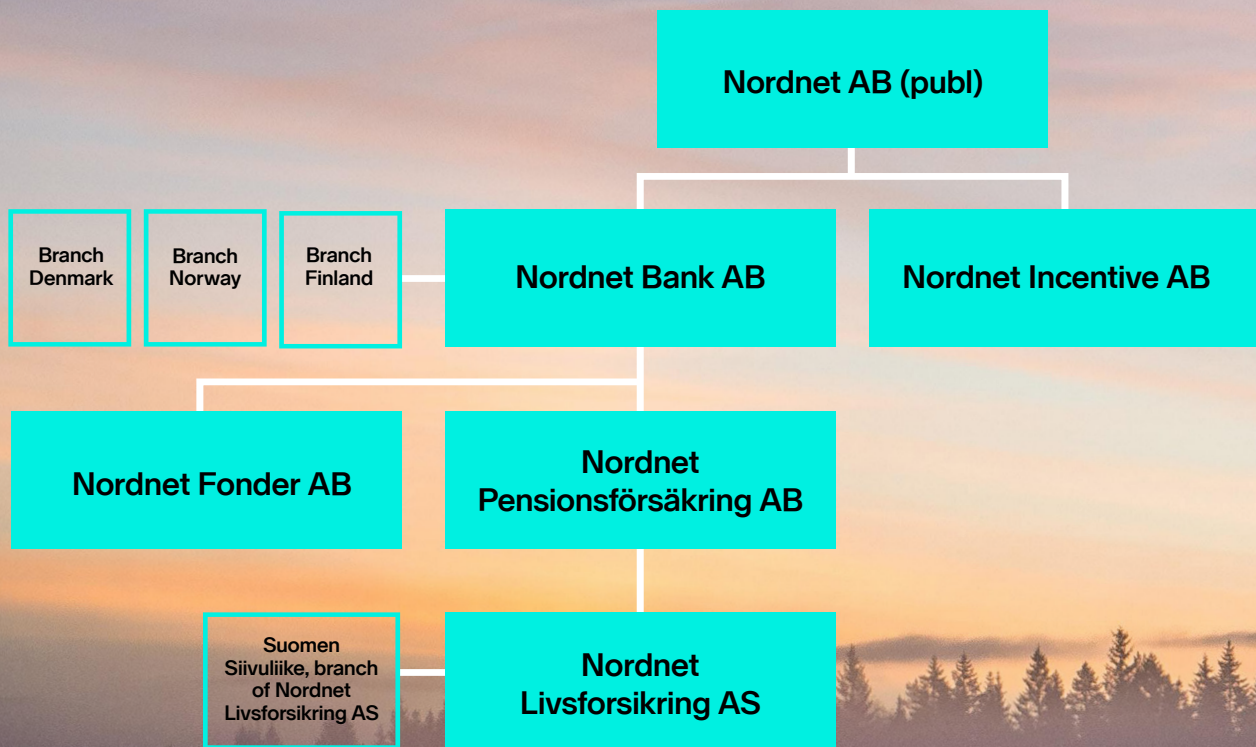 Nordnet AB (publ)
Branch
Denmark
Branch
Norway
Branch
Finland
Nordnet Bank AB
Nordnet Incentive AB
Nordnet Fonder AB
Nordnet
Pensionsförsäkring AB
Suomen
Siivuliike, branch
of Nordnet
Livsforsikring AS
Nordnet
Livsforsikring AS